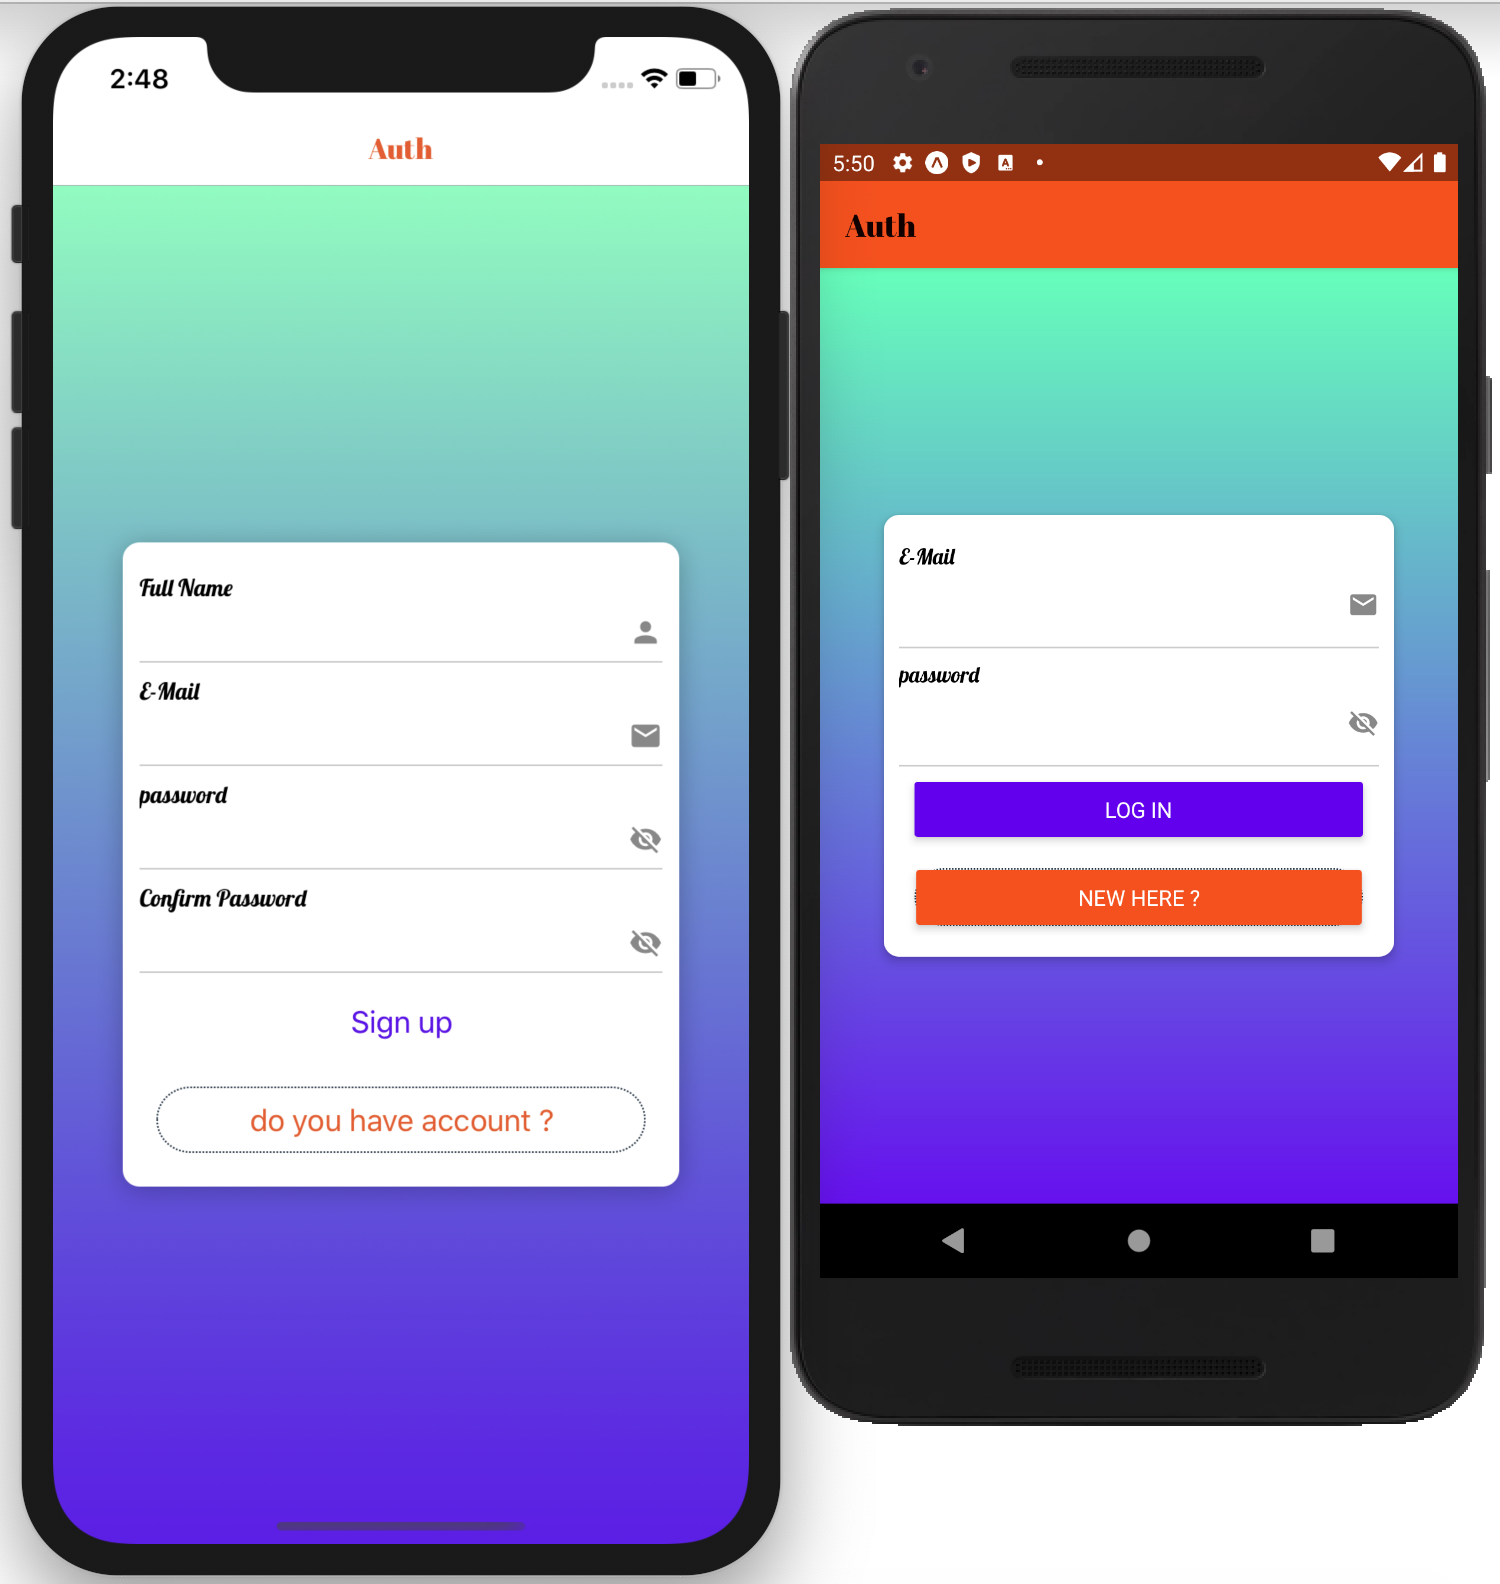 2:48
Auth
Full Name
E-Mail
password
Confirm Password
Sign up
do you have account ?
5:50
Auth
E-Mail
password
LOG IN
NEW HERE ?